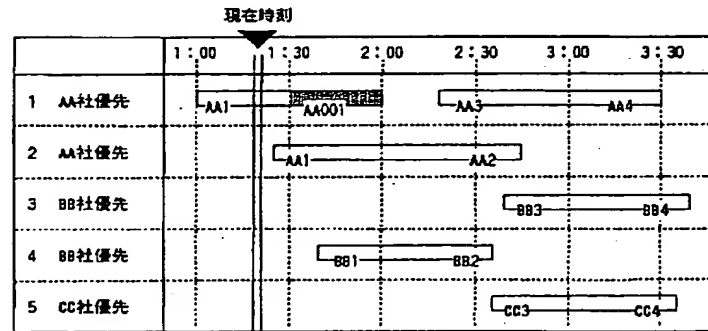 現在時刻
1:00 1:30 2:00 2:30 3:00 3:30
1 AA社優先 AA1 AA001 AA3 AA4
2 AA社優先 AA1 AA2
3 BB社優先 BB3 BB4
4 BB社優先 BB1 BB2
5 CC社優先 CC3 CC4